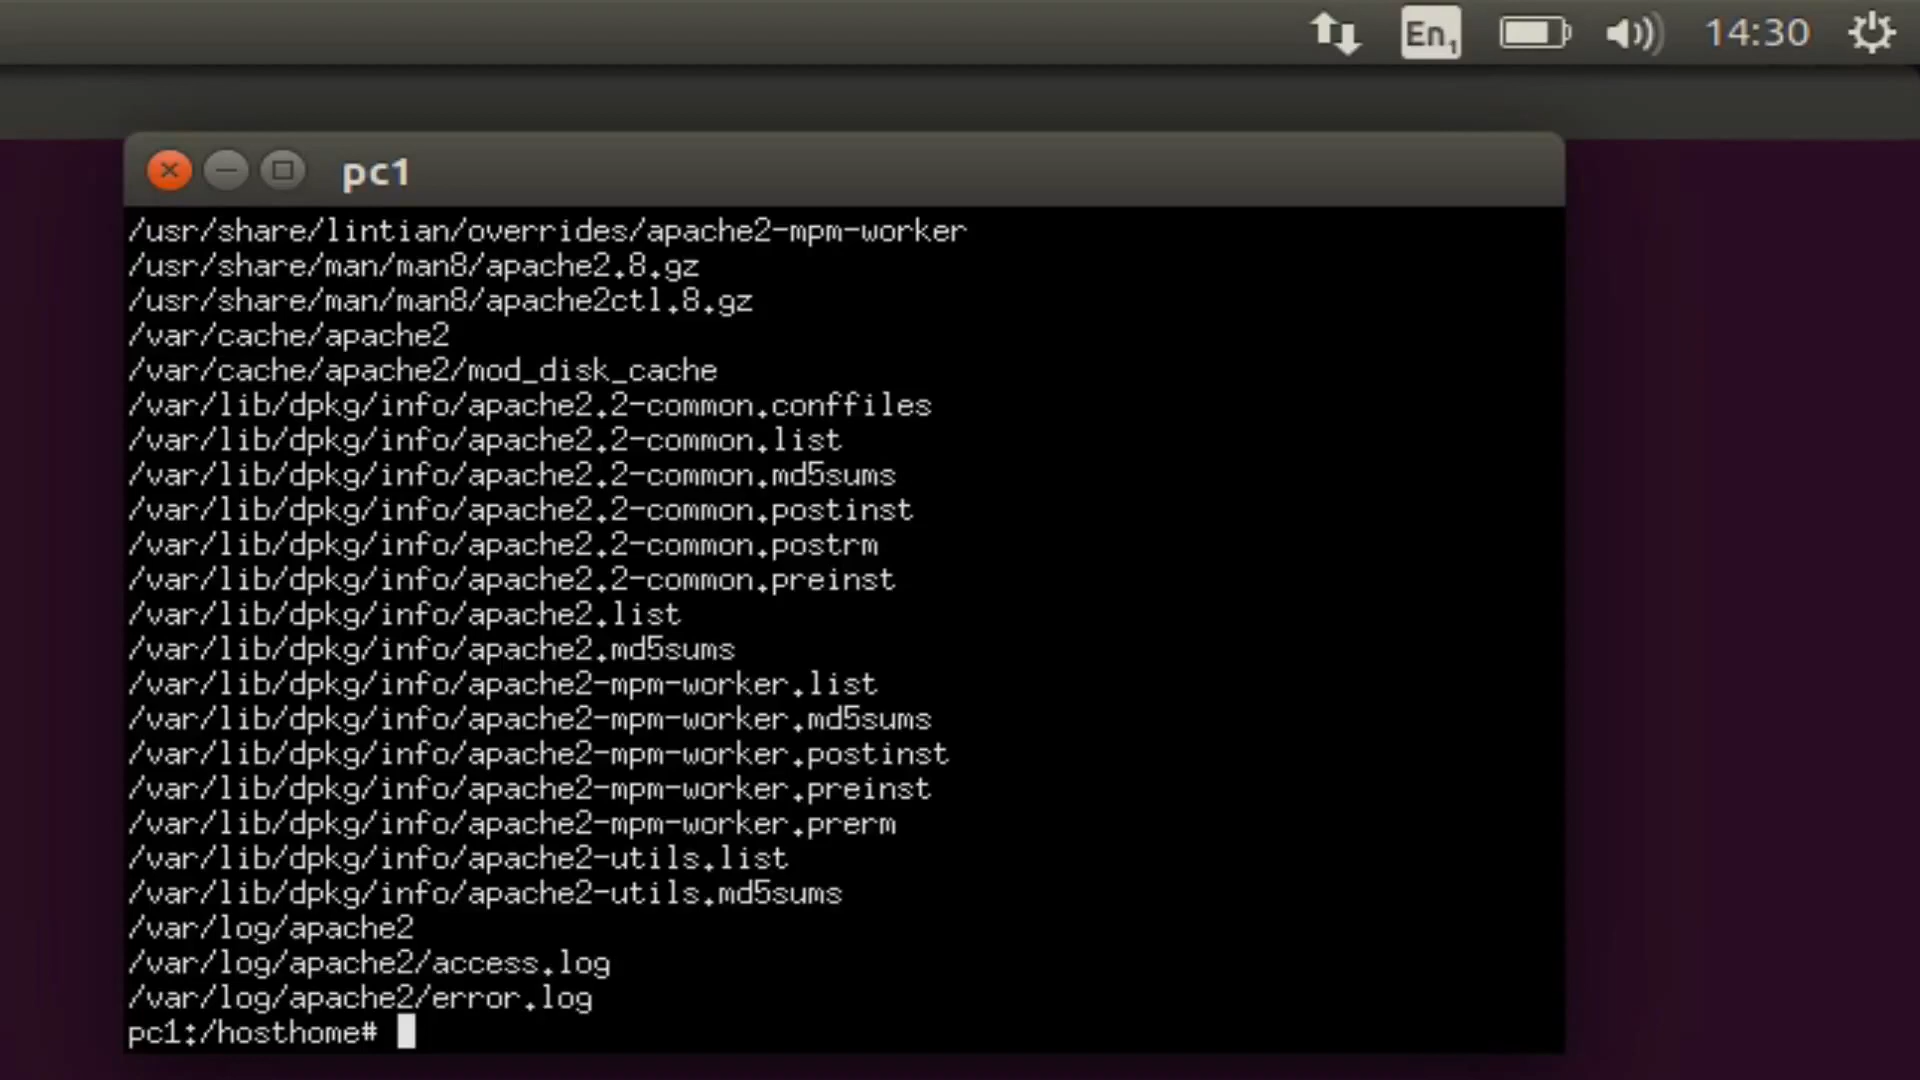 En1
14:30
pc1
/usr/share/lintian/overrides/apache2-mpm-worker
/usr/share/man/man8/apache2.8.gz
/usr/share/man/man8/apache2ctl.8.gz
/var/cache/apache2
/var/cache/apache2/mod_disk_cache
/var/lib/dpkg/info/apache2.2-common.conffiles
/var/lib/dpkg/info/apache2.2-common.list
/var/lib/dpkg/info/apache2.2-common.md5sums
/var/lib/dpkg/info/apache2.2-common.postinst
/var/lib/dpkg/info/apache2.2-common.postrm
/var/lib/dpkg/info/apache2.2-common.preinst
/var/lib/dpkg/info/apache2.list
/var/lib/dpkg/info/apache2.md5sums
/var/lib/dpkg/info/apache2-mpm-worker.list
/var/lib/dpkg/info/apache2-mpm-worker.md5sums
/var/lib/dpkg/info/apache2-mpm-worker.postinst
/var/lib/dpkg/info/apache2-mpm-worker.preinst
/var/lib/dpkg/info/apache2-mpm-worker.prerm
/var/lib/dpkg/info/apache2-utils.list
/var/lib/dpkg/info/apache2-utils.md5sums
/var/log/apache2
/var/log/apache2/access.log
/var/log/apache2/error.log
pc1:/hosthome#